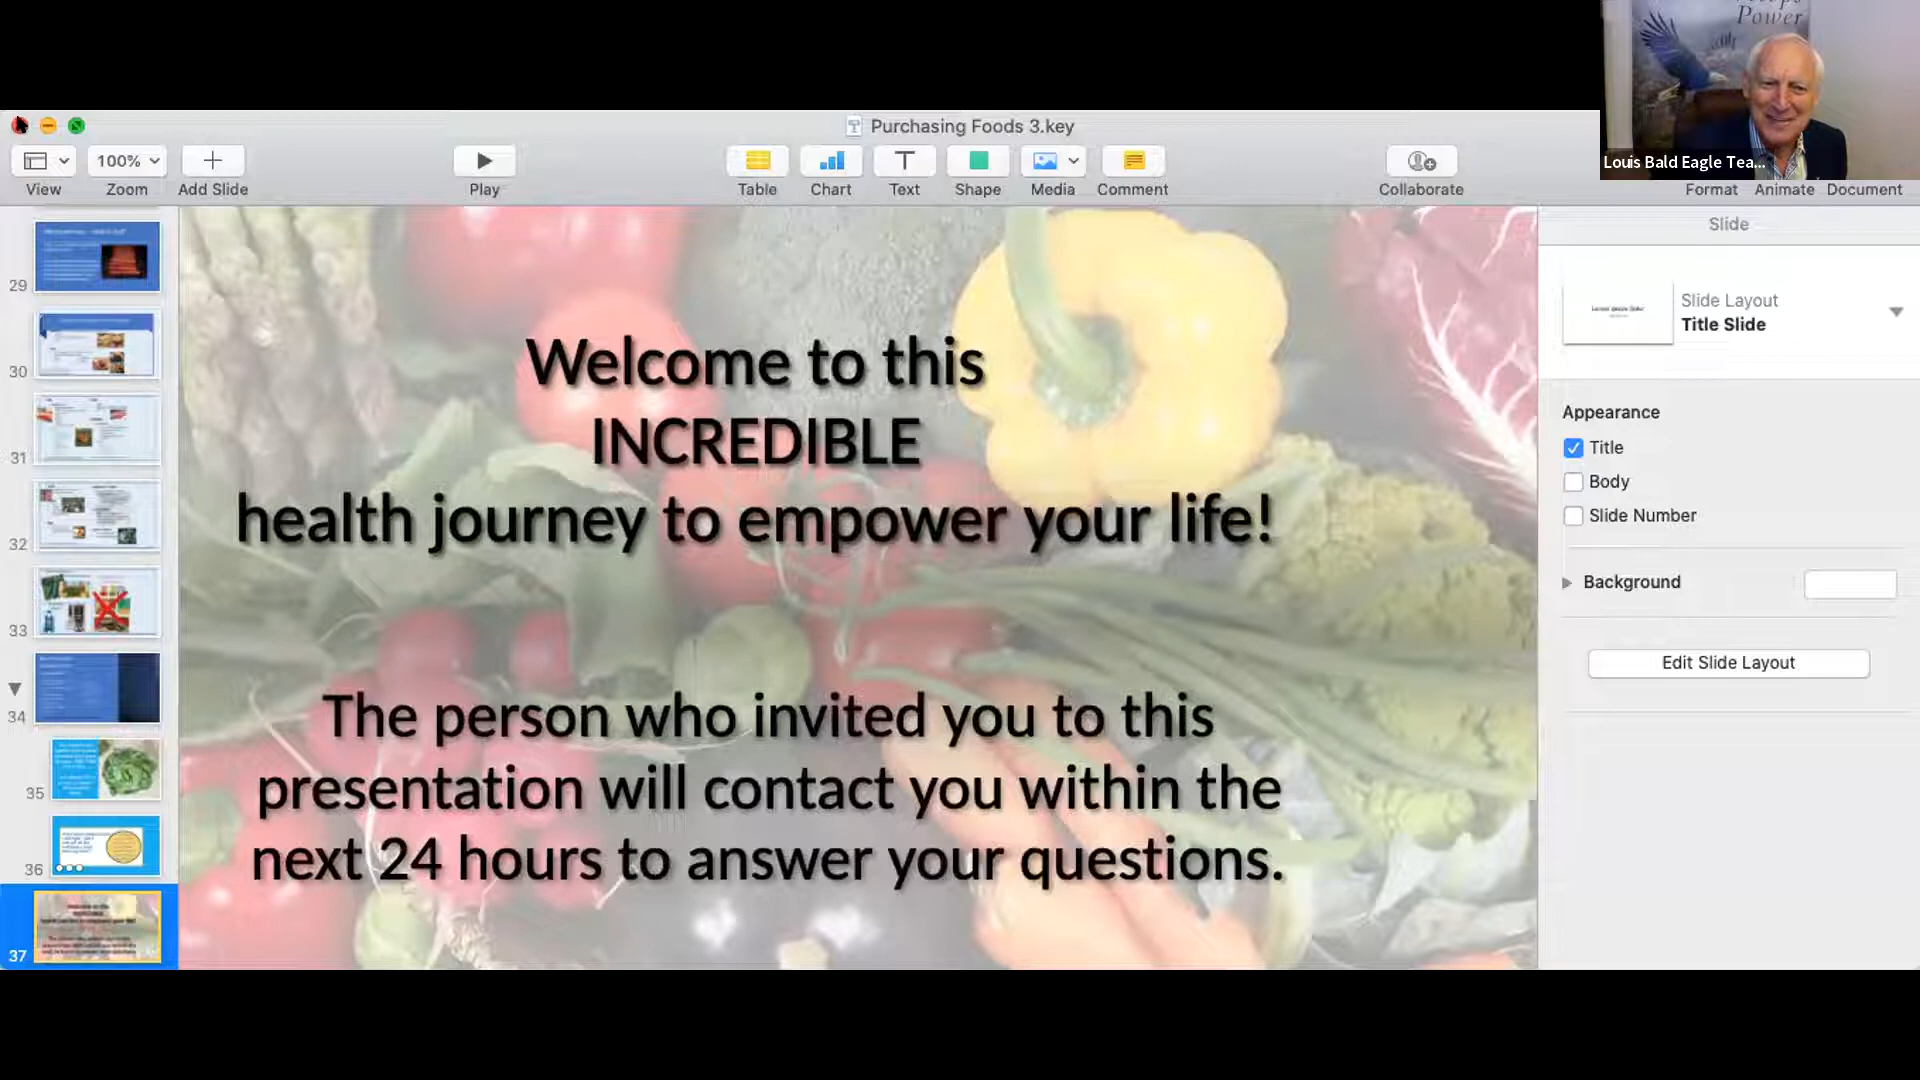 Power
Louis Bald Eagle Tea...
Purchasing Foods 3.key
100%
View
Zoom
Add Slide
Play
Table
Chart
Text
Shape
Media
Comment
Collaborate
Format
Animate
Document
29
30
31
32
33
34
35
36
37
Welcome to this
INCREDIBLE
health journey to empower your life!
The person who invited you to this
presentation will contact you within the
next 24 hours to answer your questions.
Slide
Slide Layout
Title Slide
Appearance
Title
Body
Slide Number
Background
Edit Slide Layout